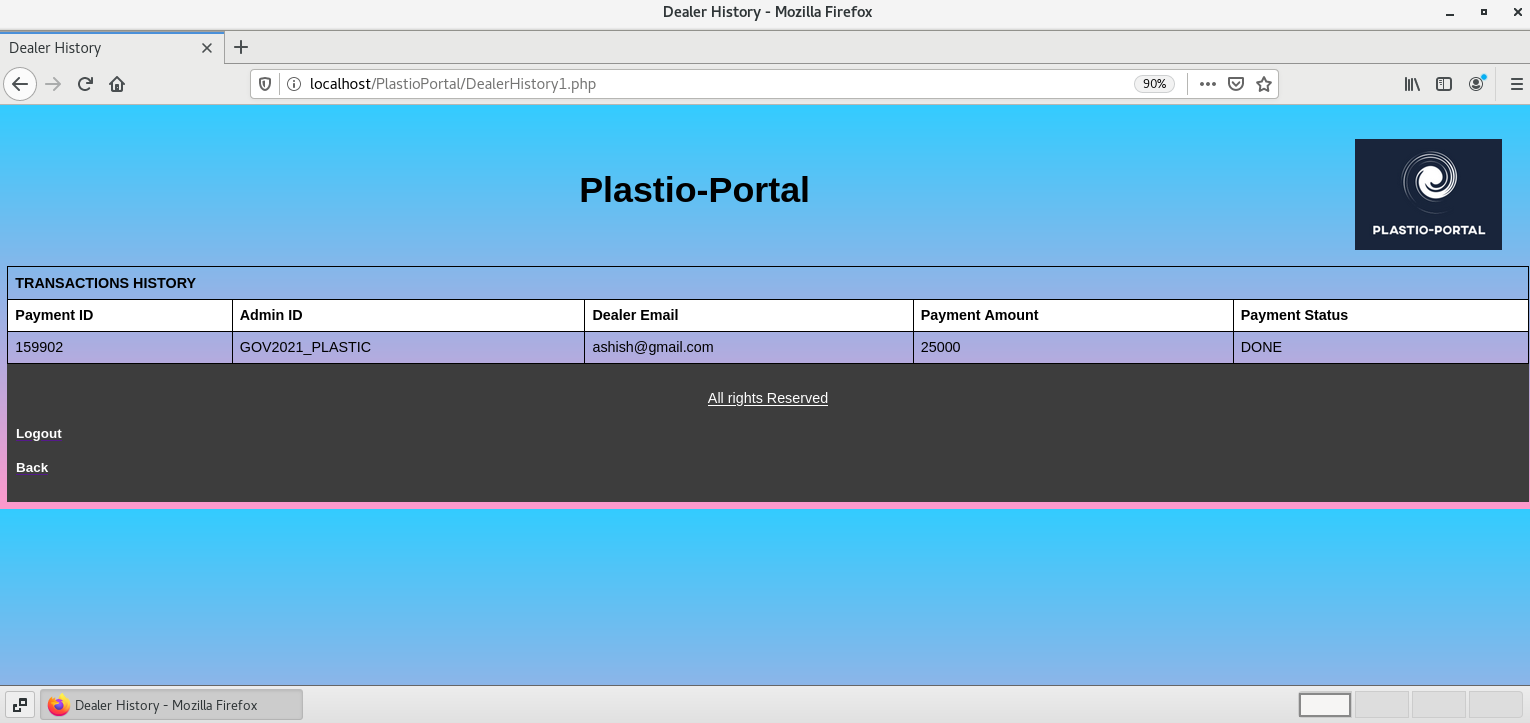 Dealer History - Mozilla Firefox
Dealer History
localhost/PlastioPortal/DealerHistory1.php 90%
Plastio-Portal
PLASTIO-PORTAL
TRANSACTIONS HISTORY
Payment ID Admin ID Dealer Email Payment Amount Payment Status
159902 GOV2021_PLASTIC ashish@gmail.com 25000 DONE
All rights Reserved
Logout
Back
Dealer History - Mozilla Firefox